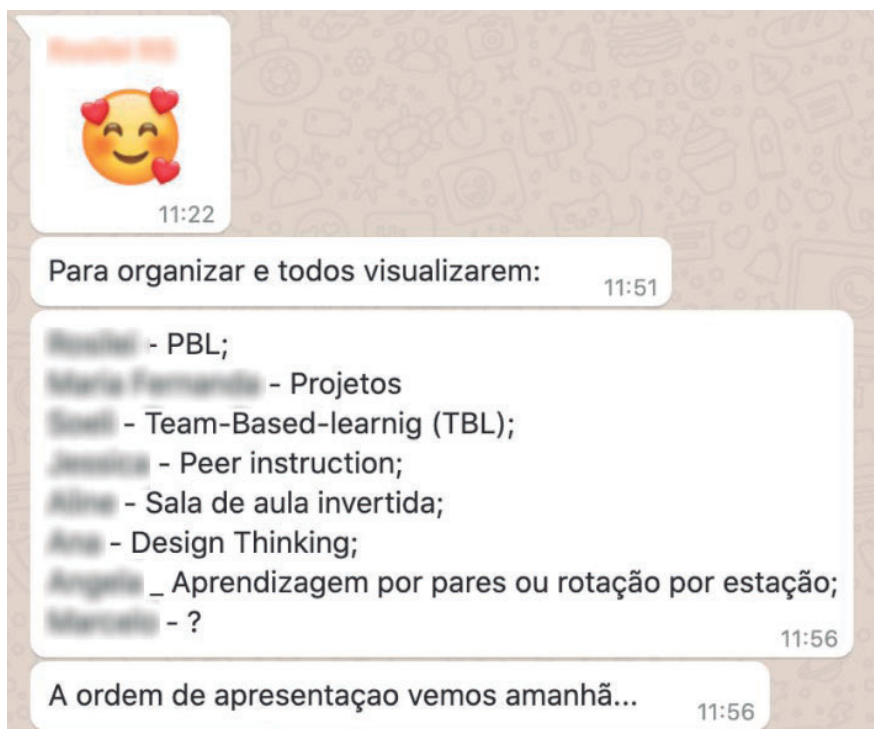 11:22
Para organizar e todos visualizarem:
11:51
- PBL;
- Projetos
- Team-Based-learnig (TBL);
- Peer instruction;
- Sala de aula invertida;
- Design Thinking;
_ Aprendizagem por pares ou rotação por estação;
- ?
11:56
A ordem de apresentaçao vemos amanhã...
11:56